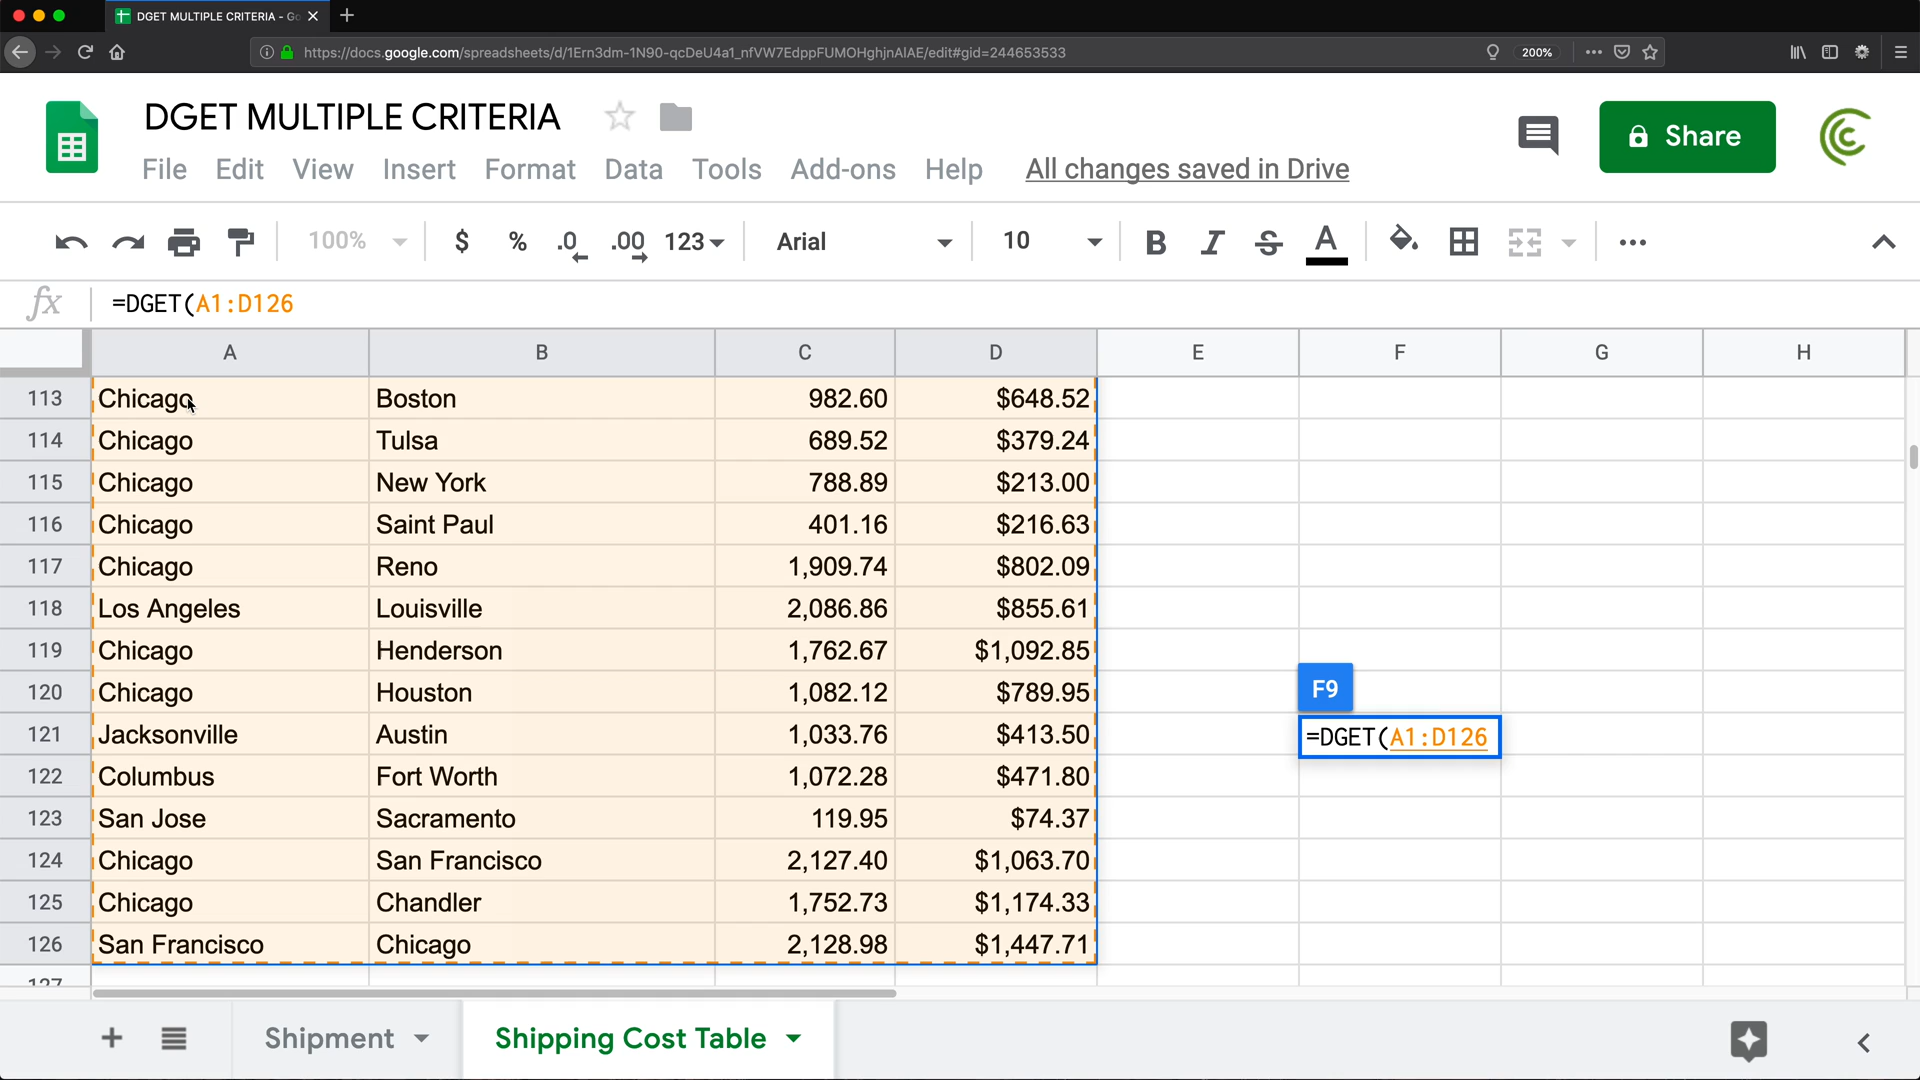 DGET MULTIPLE CRITERIA - Go
https://docs.google.com/spreadsheets/d/1Ern3dm-1N90-qcDeU4a1_nfVW7EdppFUMOHghjnAIAE/edit#gid=244653533
200%
DGET MULTIPLE CRITERIA
Share
File Edit View Insert Format Data Tools Add-ons Help All changes saved in Drive
100% $ % .0 .00 123 Arial 10 B I S A
fx =DGET(A1:D126
A B C D E F G H
113 Chicago Boston 982.60 $648.52
114 Chicago Tulsa 689.52 $379.24
115 Chicago New York 788.89 $213.00
116 Chicago Saint Paul 401.16 $216.63
117 Chicago Reno 1,909.74 $802.09
118 Los Angeles Louisville 2,086.86 $855.61
119 Chicago Henderson 1,762.67 $1,092.85
120 Chicago Houston 1,082.12 $789.95
F9
121 Jacksonville Austin 1,033.76 $413.50 =DGET(A1:D126
122 Columbus Fort Worth 1,072.28 $471.80
123 San Jose Sacramento 119.95 $74.37
124 Chicago San Francisco 2,127.40 $1,063.70
125 Chicago Chandler 1,752.73 $1,174.33
126 San Francisco Chicago 2,128.98 $1,447.71
127
Shipment Shipping Cost Table